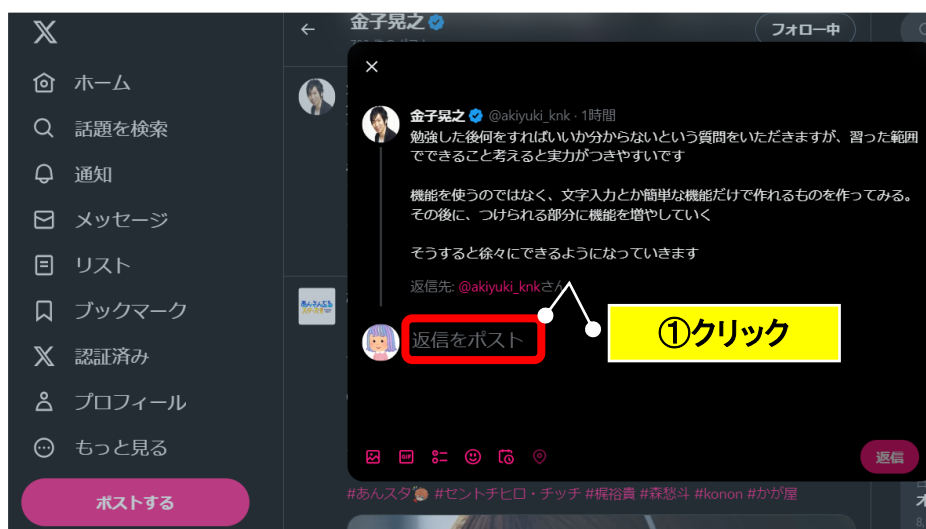 金子晃之
フォロー中
ホーム
話題を検索
通知
メッセージ
リスト
ブックマーク
認証済み
プロフィール
もっと見る
ポストする
金子晃之 @akiyuki_knk · 1時間
勉強した後何をすればいいか分からないという質問をいただきますが、習った範囲
でできること考えると実力がつきやすいです
機能を使うのではなく、文字入力とか簡単な機能だけで作れるものを作ってみる。
その後に、つけられる部分に機能を増やしていく
そうすると徐々にできるようになっていきます
返信先: @akiyuki_knkさん
返信をポスト
①クリック
GIF
返信
#あんスタ #セントチヒロ・チッチ #梶裕貴 #森愁斗 #konon #かが屋